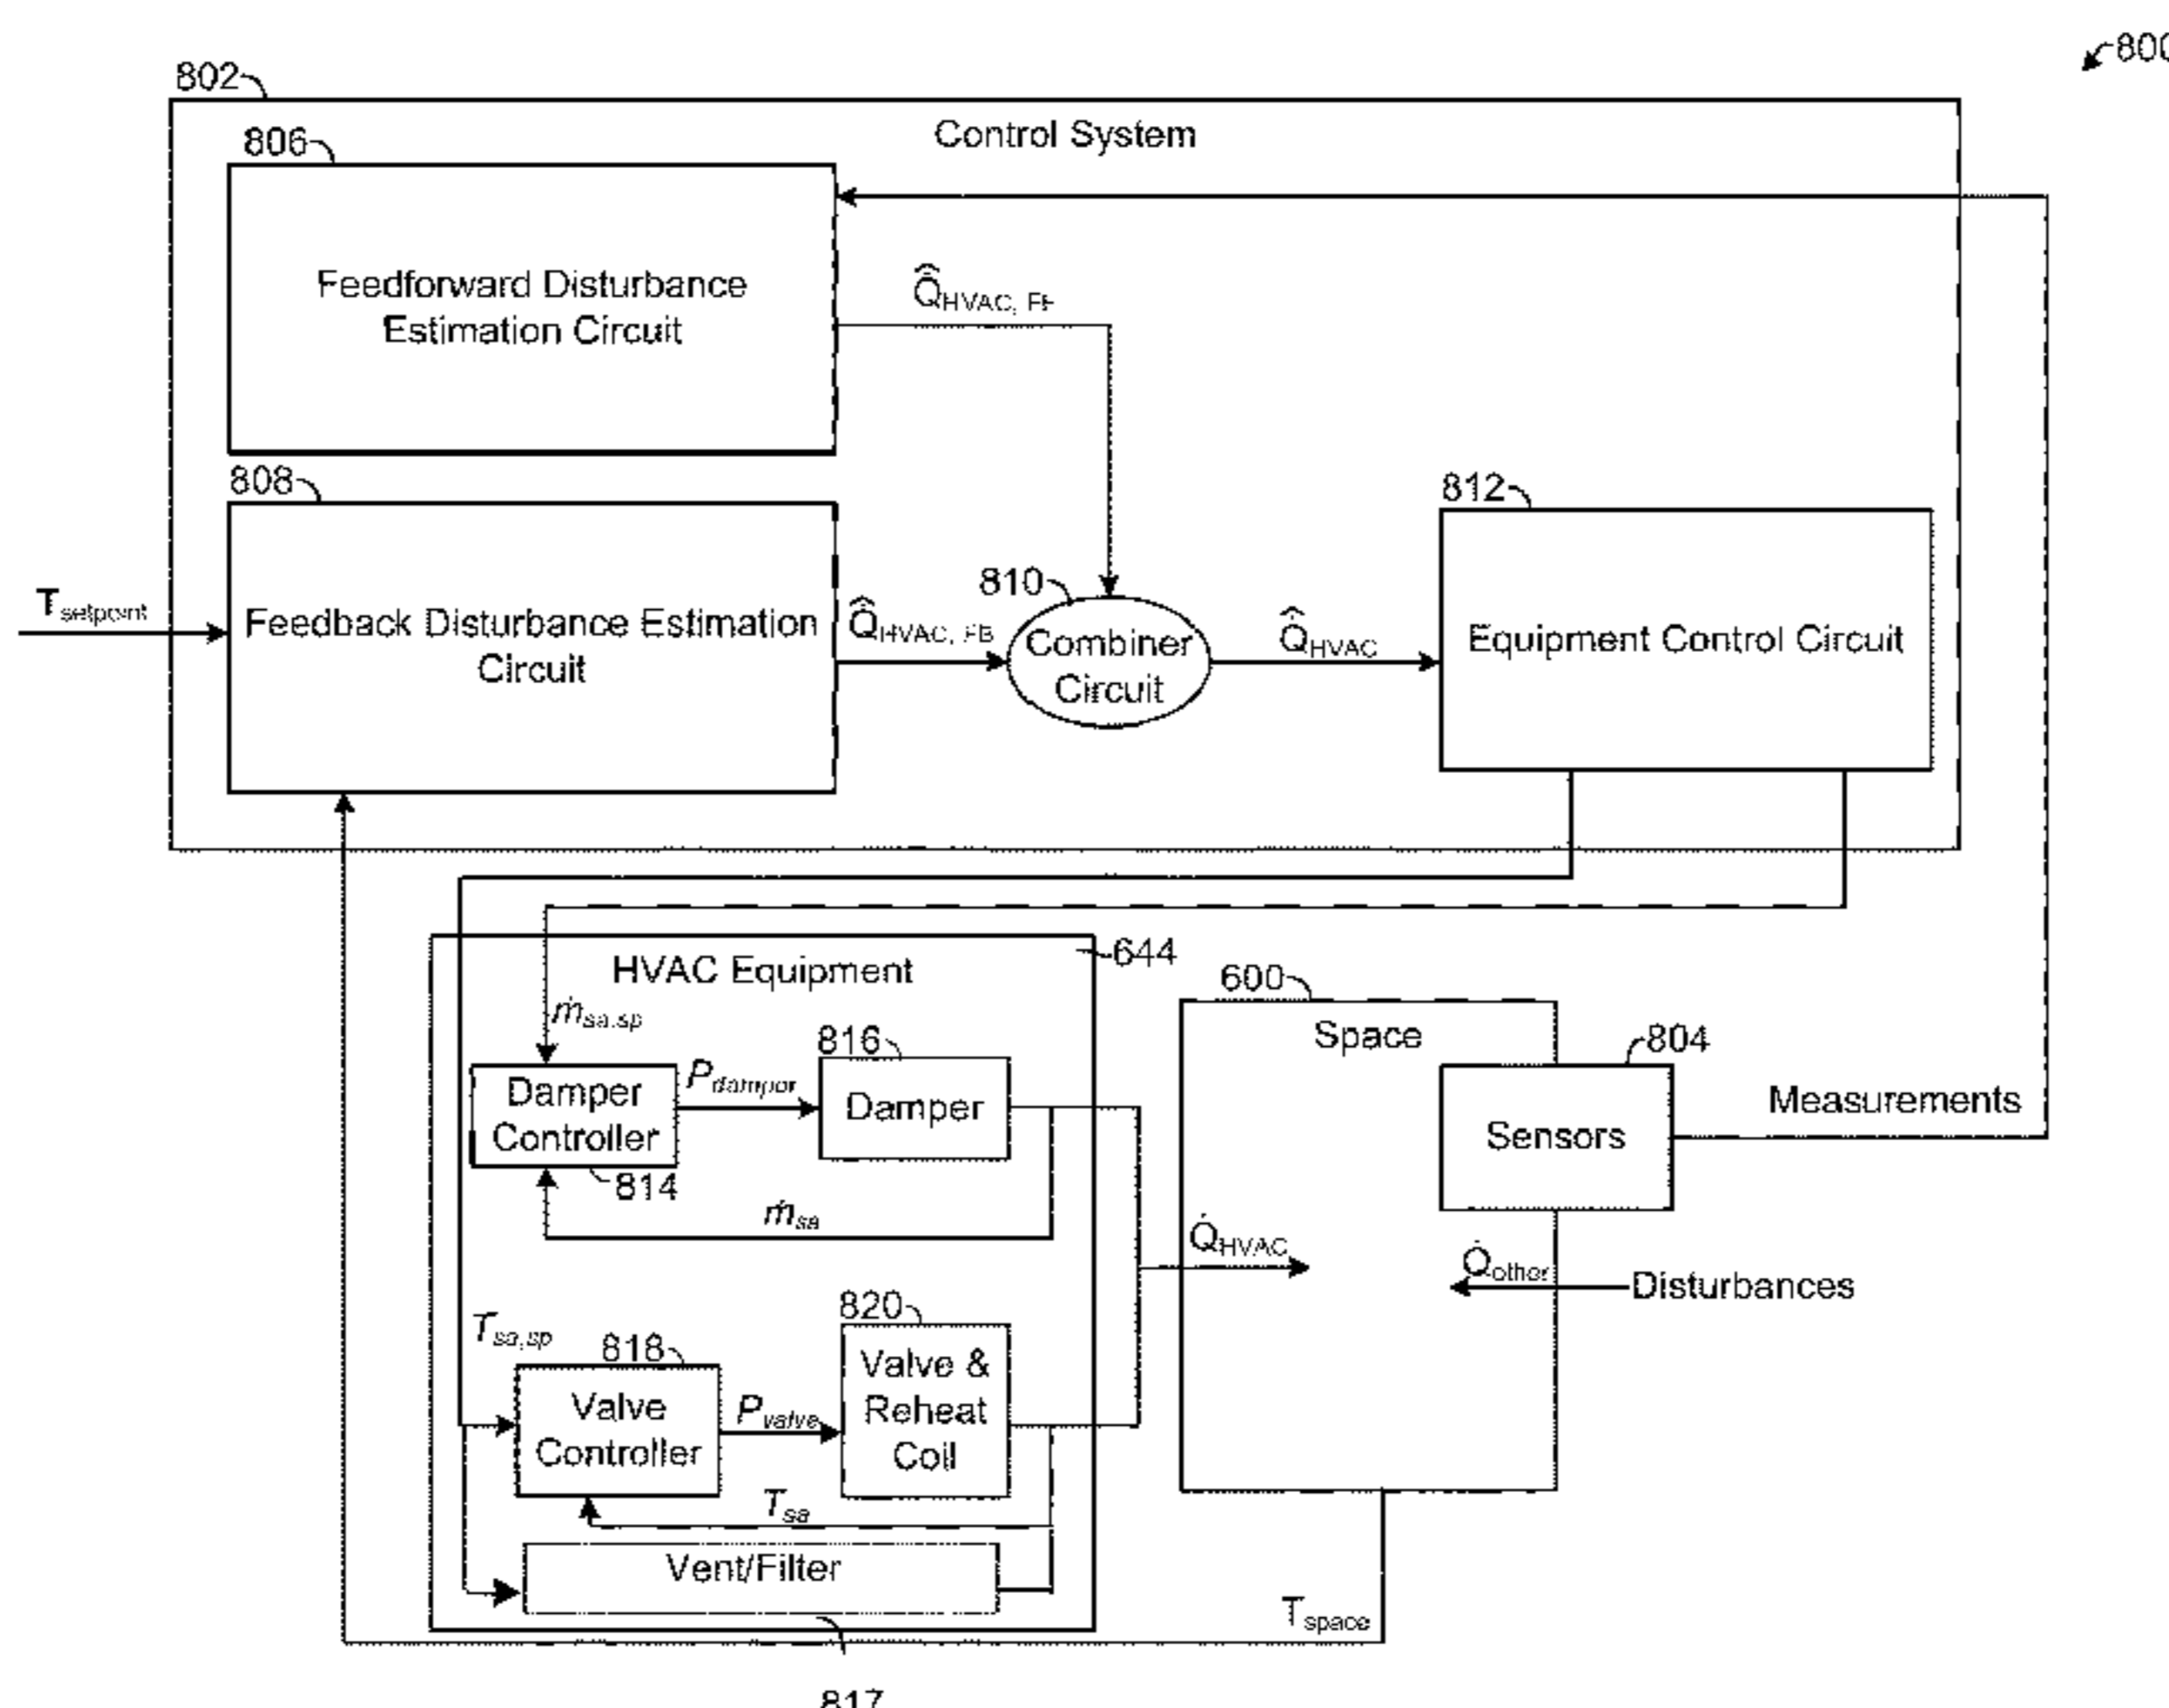 800
802
Control System
806
Feedforward Disturbance
Estimation Circuit
Q̂̇HVAC, FF
808
Tsetpoint
Feedback Disturbance Estimation
Circuit
Q̂̇HVAC, FB
810
Combiner
Circuit
Q̂̇HVAC
812
Equipment Control Circuit
644
HVAC Equipment
ṁsa,sp
Damper
Controller
814
Pdamper
816
Damper
ṁsa
600
Space
804
Sensors
Measurements
Q̇HVAC
Q̇other
Disturbances
Tsa,sp
818
Valve
Controller
Pvalve
820
Valve &
Reheat
Coil
Tsa
Vent/Filter
Tspace
817